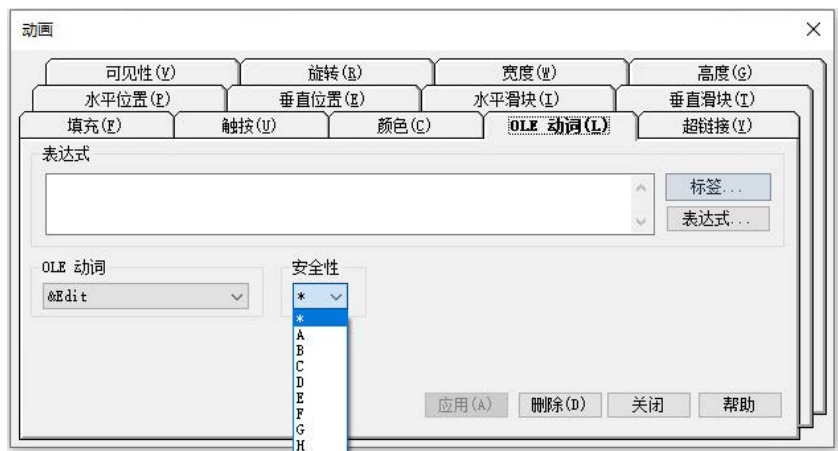 动画
可见性(V) 旋转(R) 宽度(W) 高度(G)
水平位置(P) 垂直位置(E) 水平滑块(I) 垂直滑块(T)
填充(F) 触按(U) 颜色(C) OLE 动词(L) 超链接(Y)
表达式
标签...
表达式...
OLE 动词 安全性
&Edit *
*
A
B
C
D
E
F
G
H
应用(A) 删除(D) 关闭 帮助